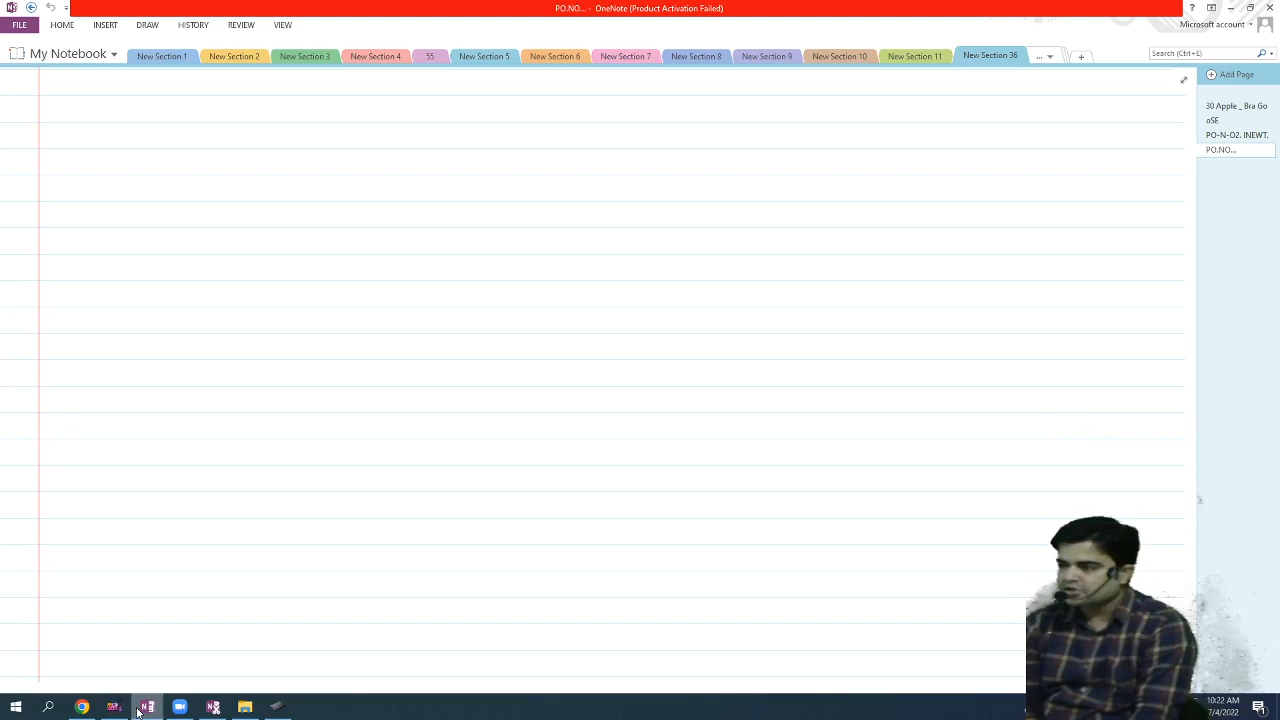 PO.NO... - OneNote (Product Activation Failed)
?
FILE HOME INSERT DRAW HISTORY REVIEW VIEW
Microsoft account
My Notebook
New Section 1
New Section 2
New Section 3
New Section 4
55
New Section 5
New Section 6
New Section 7
New Section 8
New Section 9
New Section 10
New Section 11
New Section 36
...
Search (Ctrl+E)
Add Page
30 Apple _ Bra Go
oSE
PO-N-O2. INEWT.
PO.NO...
10:22 AM
7/4/2022